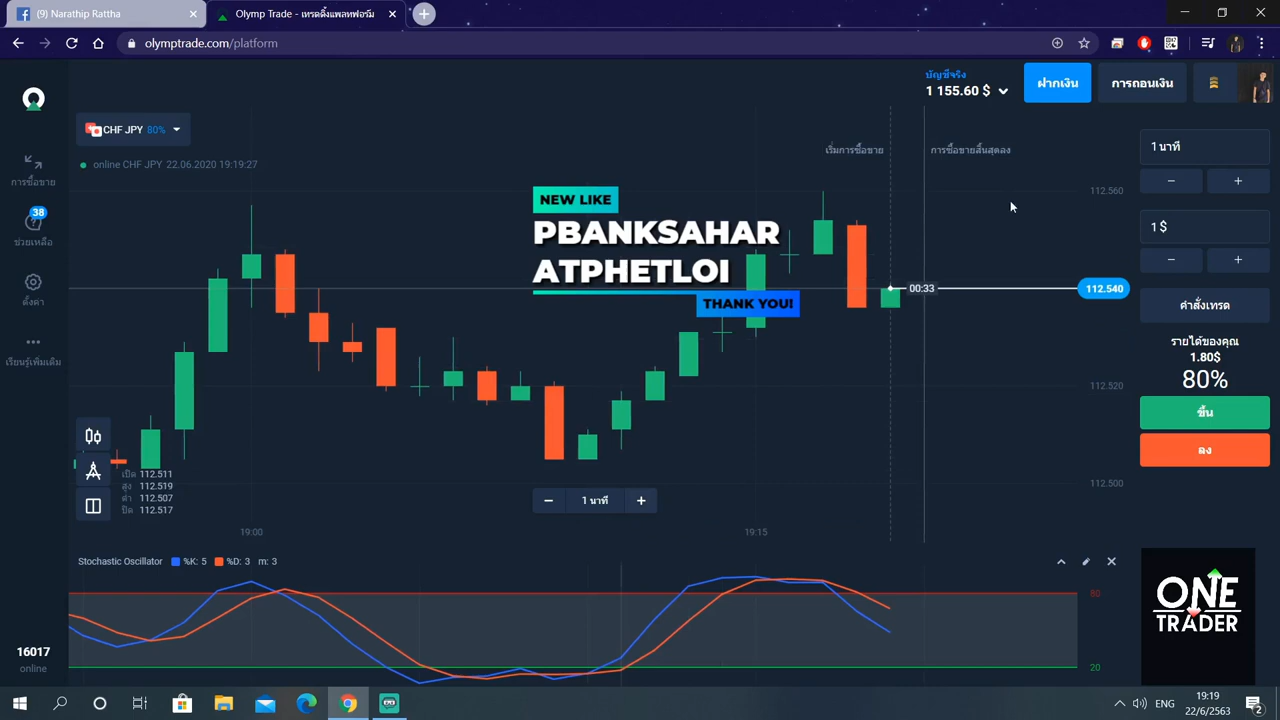 (9) Narathip Rattha
Olymp Trade - เทรดดิ้งแพลทฟอร์ม
olymptrade.com/platform
บัญชีจริง
1 155.60 $
ฝากเงิน
การถอนเงิน
CHF JPY 80%
online CHF JPY 22.06.2020 19:19:27
เริ่มการซื้อขาย
การซื้อขายสิ้นสุดลง
1 นาที
การซื้อขาย
38
ช่วยเหลือ
ตั้งค่า
เรียนรู้เพิ่มเติม
NEW LIKE
PBANKSAHAR
ATPHETLOI
THANK YOU!
00:33
112.560
112.540
112.520
112.500
1 $
คำสั่งเทรด
รายได้ของคุณ
1.80$
80%
ขึ้น
ลง
เปิด 112.511
สูง 112.519
ต่ำ 112.507
ปิด 112.517
1 นาที
19:00
19:15
Stochastic Oscillator %K: 5 %D: 3 m: 3
80
20
ONE
TRADER
16017
online
ENG
19:19
22/6/2563
2